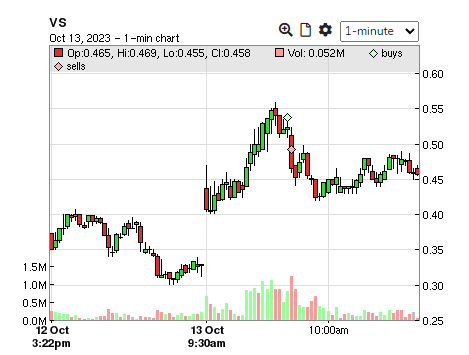 VS
Oct 13, 2023 - 1-min chart
1-minute
Op:0.465, Hi:0.469, Lo:0.455, Cl:0.458 Vol: 0.052M buys
sells
0.60
0.55
0.50
0.45
0.40
0.35
0.30
0.25
1.5M
1.0M
0.5M
0.0M
12 Oct 13 Oct 10:00am
3:22pm 9:30am